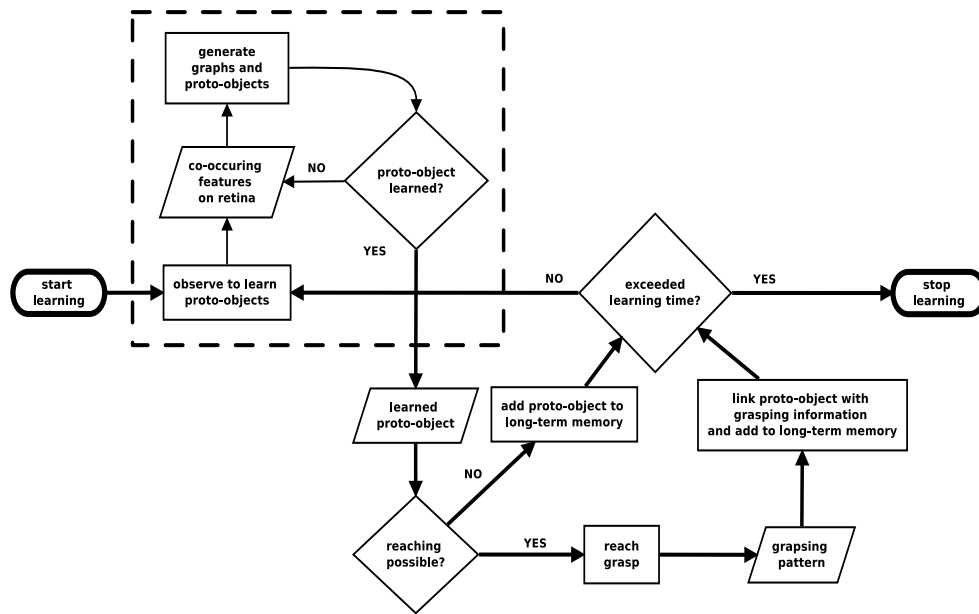 generate
graphs and
proto-objects
co-occuring
features
on retina
NO
proto-object
learned?
YES
start
learning
observe to learn
proto-objects
NO
exceeded
learning time?
YES
stop
learning
learned
proto-object
add proto-object to
long-term memory
link proto-object with
grasping information
and add to long-term memory
NO
reaching
possible?
YES
reach
grasp
grapsing
pattern